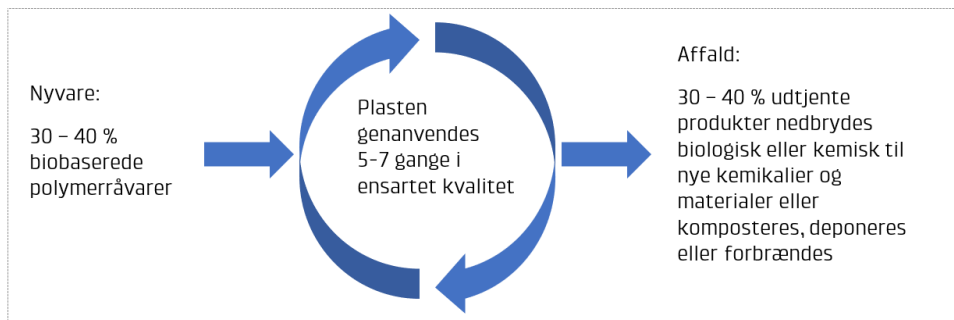 Nyvare:
30 – 40 %
biobaserede
polymerråvarer
Plasten
genanvendes
5-7 gange i
ensartet kvalitet
Affald:
30 – 40 % udtjente
produkter nedbrydes
biologisk eller kemisk til
nye kemikalier og
materialer eller
komposteres, deponeres
eller forbrændes